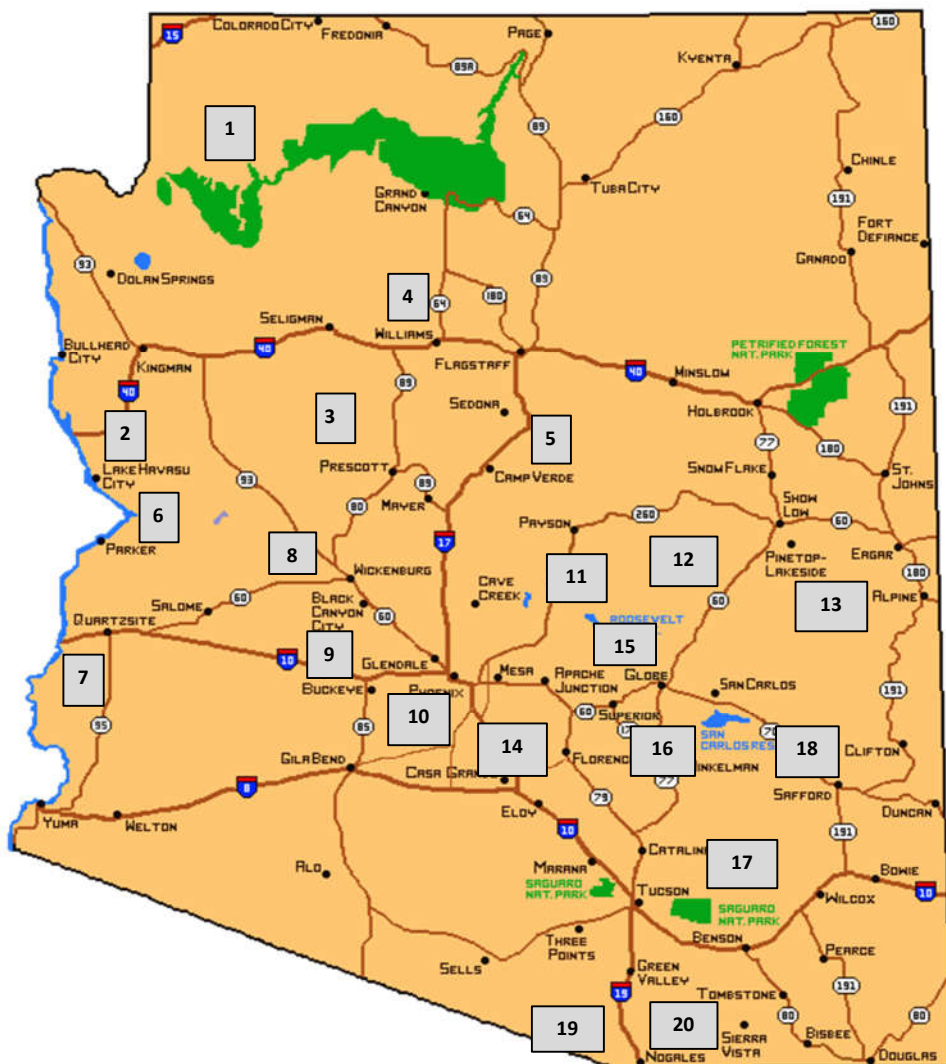 15
COLORADO CITY
FREDONIA
PAGE
160
KYENTA
89A
1
89
160
CHINLE
TUBA CITY
191
GRAND
CANYON
64
FORT
DEFIANCE
GANADO
93
DOLAN SPRINGS
89
4
64
180
SELIGMAN
WILLIAMS
BULLHEAD
CITY
KINGMAN
40
FLAGSTAFF
PETRIFIED FOREST
NAT. PARK
40
MINSLOW
40
89
SEDONA
HOLBROOK
191
2
3
5
77
180
LAKE HAVASU
CITY
93
PRESCOTT
89
CAMP VERDE
SNOW FLAKE
ST.
JOHNS
MAYER
80
6
SHOW
LOW
PAYSON
260
60
PARKER
8
17
11
12
PINETOP-
LAKESIDE
EAGAR
180
WICKENBURG
CAVE
CREEK
BLACK
CANYON
CITY
60
60
13
ALPINE
SALOME
60
ROOSEVELT
QUARTZSITE
15
7
10
9
GLENDALE
PHOENIX
MESA
APACHE
JUNCTION
GLOBE
SAN CARLOS
BUCKEYE
60
SUPERIOR
191
95
85
10
14
16
SAN
CARLOS RES
18
CLIFTON
GILA BEND
FLORENC
INKELMAN
CASA GRAN
77
8
SAFFORD
YUMA
WELTON
ELOY
79
DUNCAN
10
191
CATALIN
17
AJO
MARANA
BOWIE
10
SAGUARO
NAT. PARK
TUCSON
WILCOX
SAGUARO
NAT. PARK
THREE
POINTS
BENSON
PEARCE
SELLS
GREEN
VALLEY
191
19
TOMBSTONE
80
80
19
20
SIERRA
VISTA
BISBEE
NOGALES
DOUGLAS